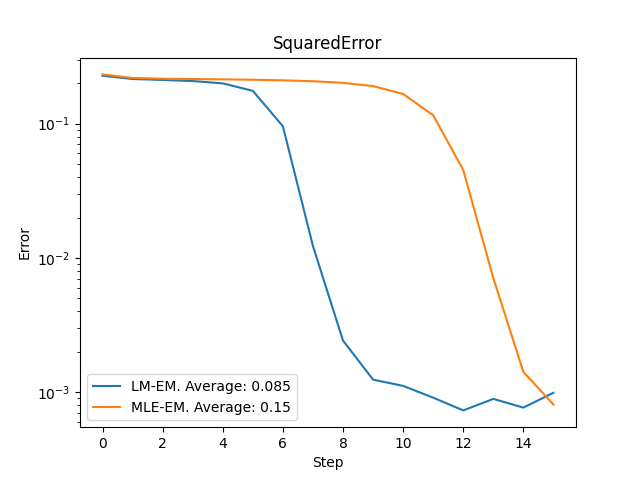 SquaredError
Error
10⁻¹
10⁻²
10⁻³
LM-EM. Average: 0.085
MLE-EM. Average: 0.15
0 2 4 6 8 10 12 14
Step